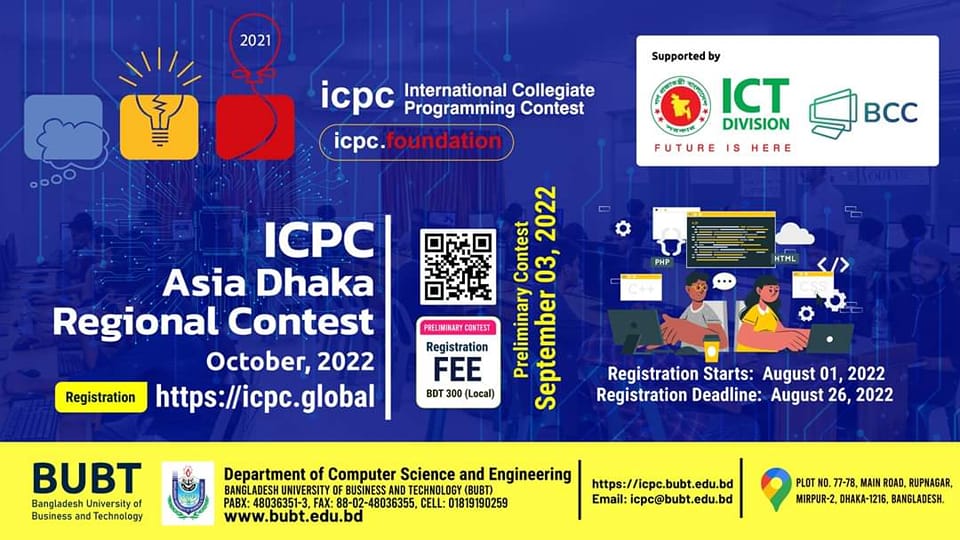 2021
icpc International Collegiate
Programming Contest
icpc.foundation
Supported by
ICT
DIVISION
FUTURE IS HERE
BCC
ICPC
Asia Dhaka
Regional Contest
October, 2022
Registration https://icpc.global
PRELIMINARY CONTEST
Registration
FEE
BDT 300 (Local)
Preliminary Contest
September 03, 2022
PHP
HTML
C++
CSS
</>
Registration Starts: August 01, 2022
Registration Deadline: August 26, 2022
BUBT
Bangladesh University of
Business and Technology
Department of Computer Science and Engineering
BANGLADESH UNIVERSITY OF BUSINESS AND TECHNOLOGY (BUBT)
PABX: 48036351-3, FAX: 88-02-48036355, CELL: 01819190259
www.bubt.edu.bd
https://icpc.bubt.edu.bd
Email: icpc@bubt.edu.bd
PLOT NO. 77-78, MAIN ROAD, RUPNAGAR,
MIRPUR-2, DHAKA-1216, BANGLADESH.